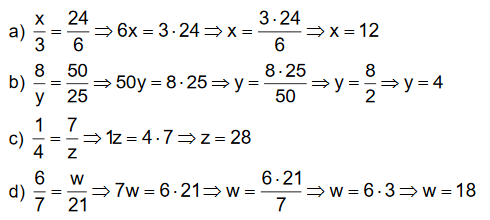 a) x/3 = 24/6 ⇒ 6x = 3·24 ⇒ x = 3·24/6 ⇒ x = 12
b) 8/y = 50/25 ⇒ 50y = 8·25 ⇒ y = 8·25/50 ⇒ y = 8/2 ⇒ y = 4
c) 1/4 = 7/z ⇒ 1z = 4·7 ⇒ z = 28
d) 6/7 = w/21 ⇒ 7w = 6·21 ⇒ w = 6·21/7 ⇒ w = 6·3 ⇒ w = 18